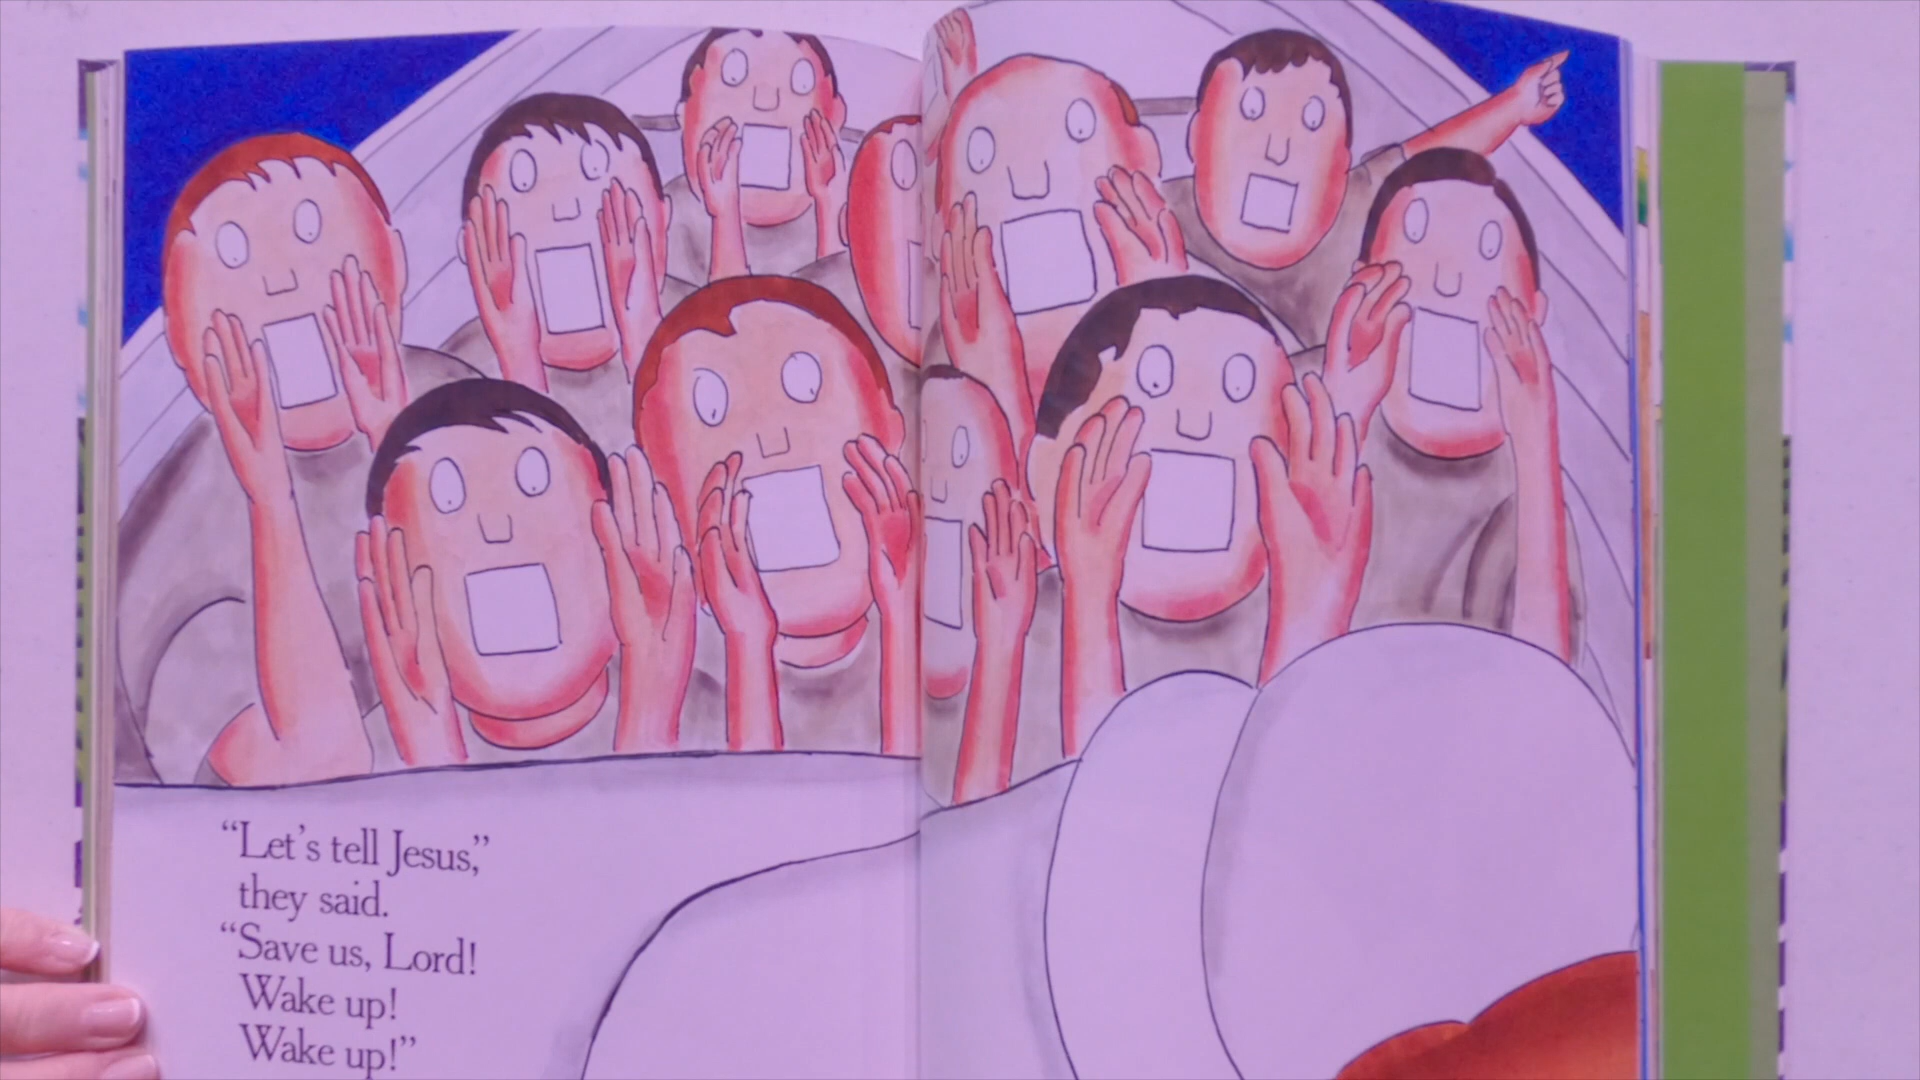 “Let’s tell Jesus,”
they said.
“Save us, Lord!
Wake up!
Wake up!”